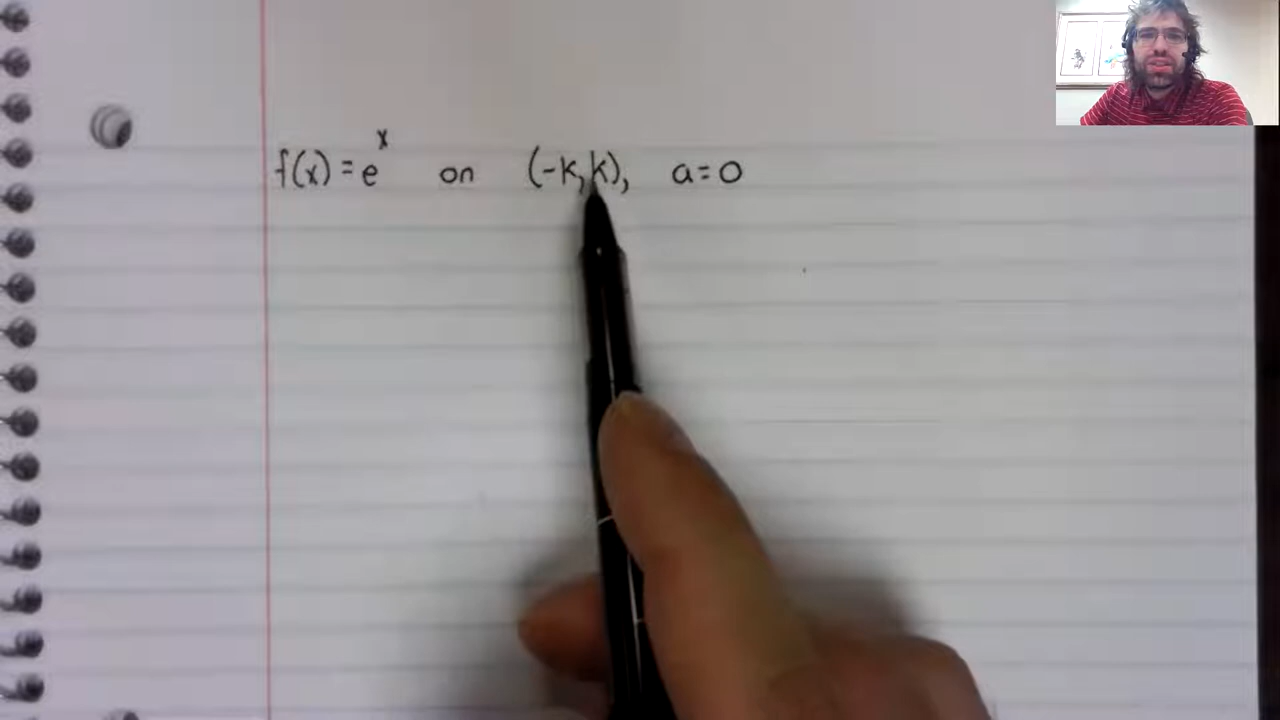 f(x) = e^x on (-k,k), a=0